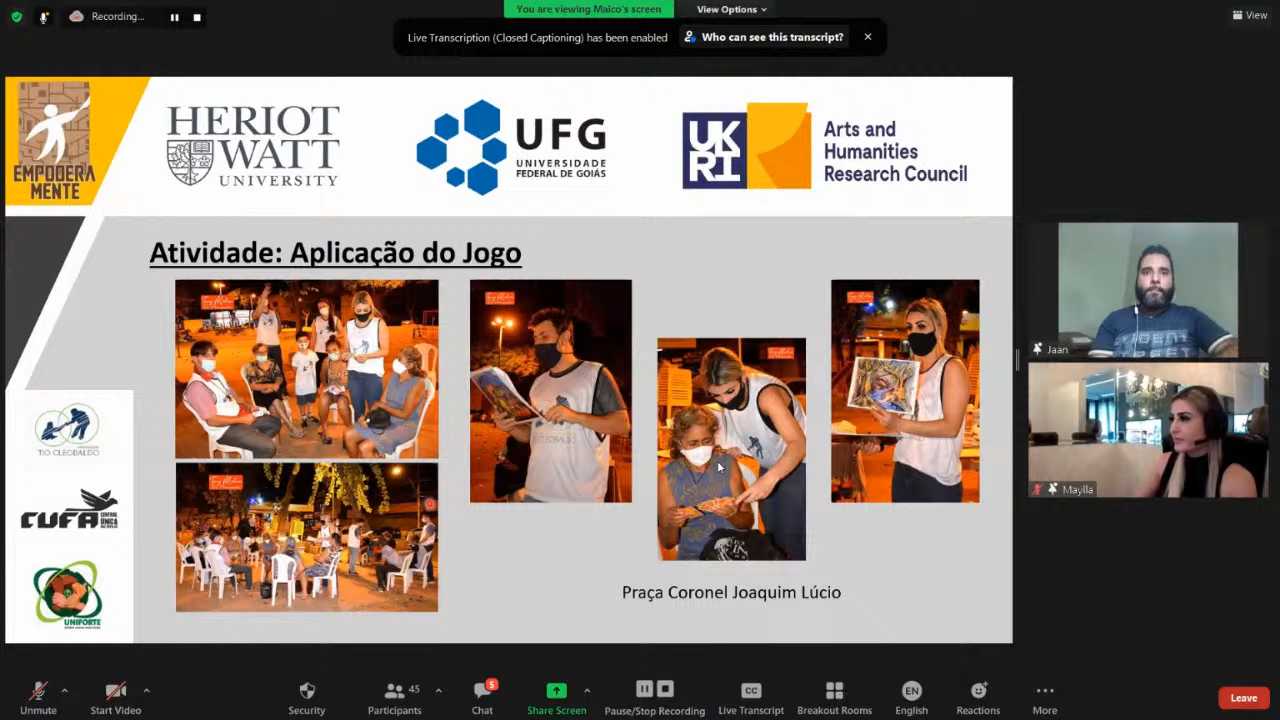 Recording...
You are viewing Maico's screen
View Options
View
Live Transcription (Closed Captioning) has been enabled
Who can see this transcript?
EMPODERA
MENTE
HERIOT
WATT
UNIVERSITY
UFG
UNIVERSIDADE
FEDERAL DE GOIÁS
UK
RI
Arts and
Humanities
Research Council
Atividade: Aplicação do Jogo
TIO CLEOBALDO
CUFA
UNIFORTE
Praça Coronel Joaquim Lúcio
Jaan
Maylla
Unmute
Start Video
Security
45
Participants
5
Chat
Share Screen
Pause/Stop Recording
CC
Live Transcript
Breakout Rooms
EN
English
Reactions
More
Leave